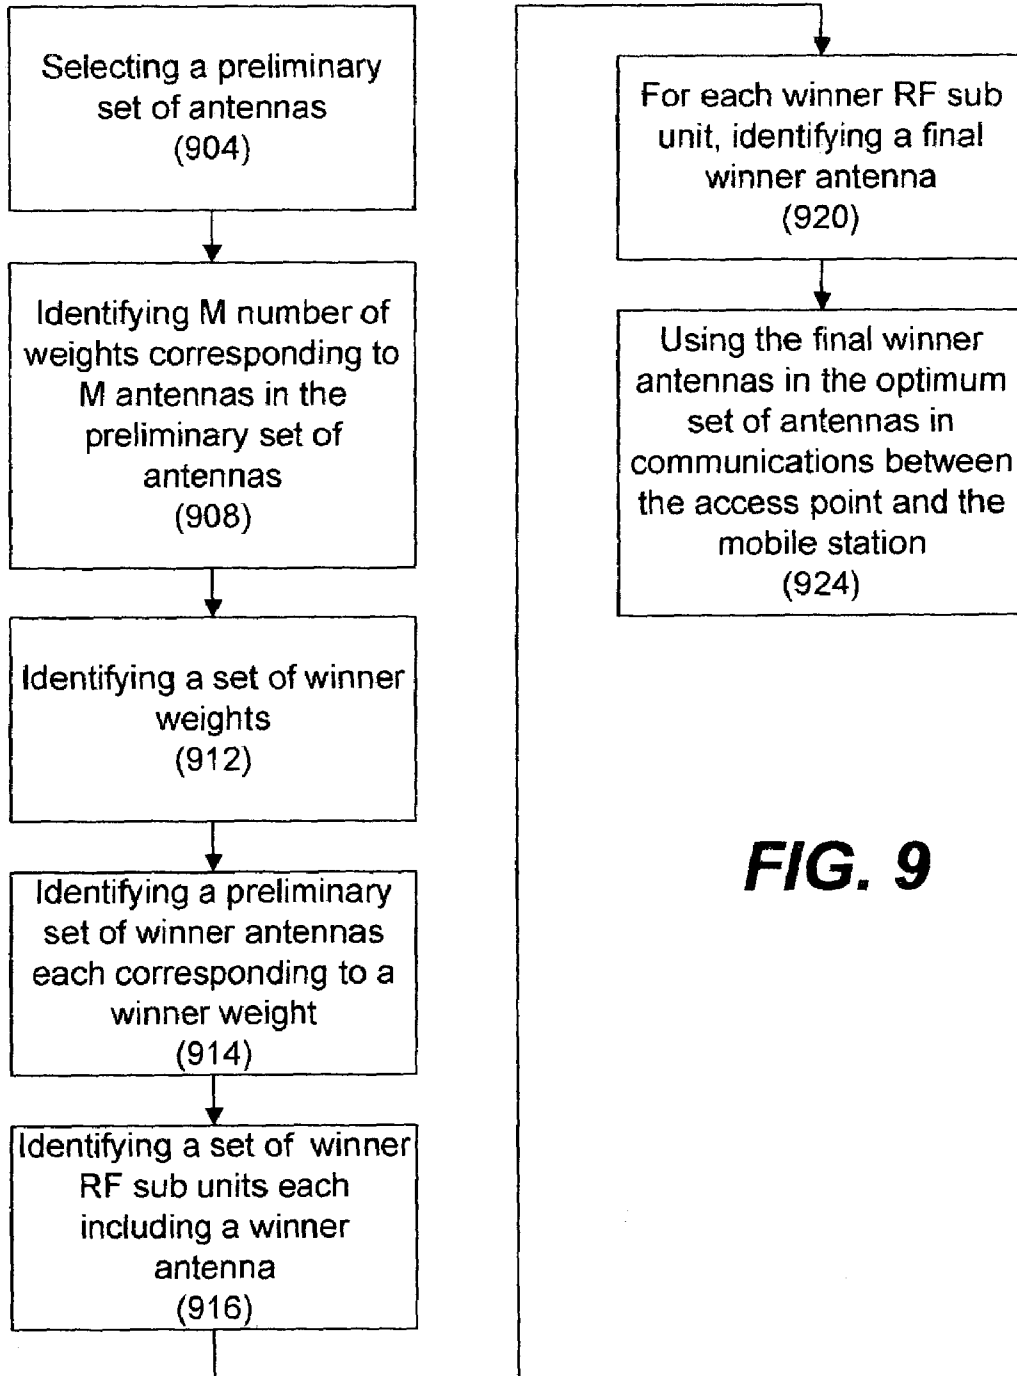 Selecting a preliminary
set of antennas
(904)
Identifying M number of
weights corresponding to
M antennas in the
preliminary set of
antennas
(908)
Identifying a set of winner
weights
(912)
Identifying a preliminary
set of winner antennas
each corresponding to a
winner weight
(914)
Identifying a set of winner
RF sub units each
including a winner
antenna
(916)
For each winner RF sub
unit, identifying a final
winner antenna
(920)
Using the final winner
antennas in the optimum
set of antennas in
communications between
the access point and the
mobile station
(924)
FIG. 9